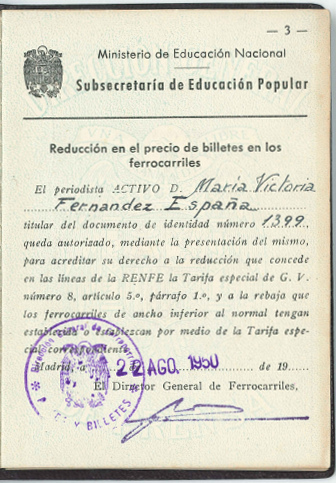 — 3 —
Ministerio de Educación Nacional
Subsecretaría de Educación Popular
Reducción en el precio de billetes en los
ferrocarriles
El periodista ACTIVO D. María Victoria
Fernandez España
titular del documento de identidad número 1399
queda autorizado, mediante la presentación del mismo,
para acreditar su derecho a la reducción que concede
en las líneas de la RENFE la Tarifa especial de G. V.
número 8, artículo 5.º, párrafo 1.º, y a la rebaja que
los ferrocarriles de ancho inferior al normal tengan
establecida o establezcan por medio de la Tarifa espe-
cial correspondiente.
Madrid, a 22 AGO. 1950 de 19
El Director General de Ferrocarriles,
BILLETES